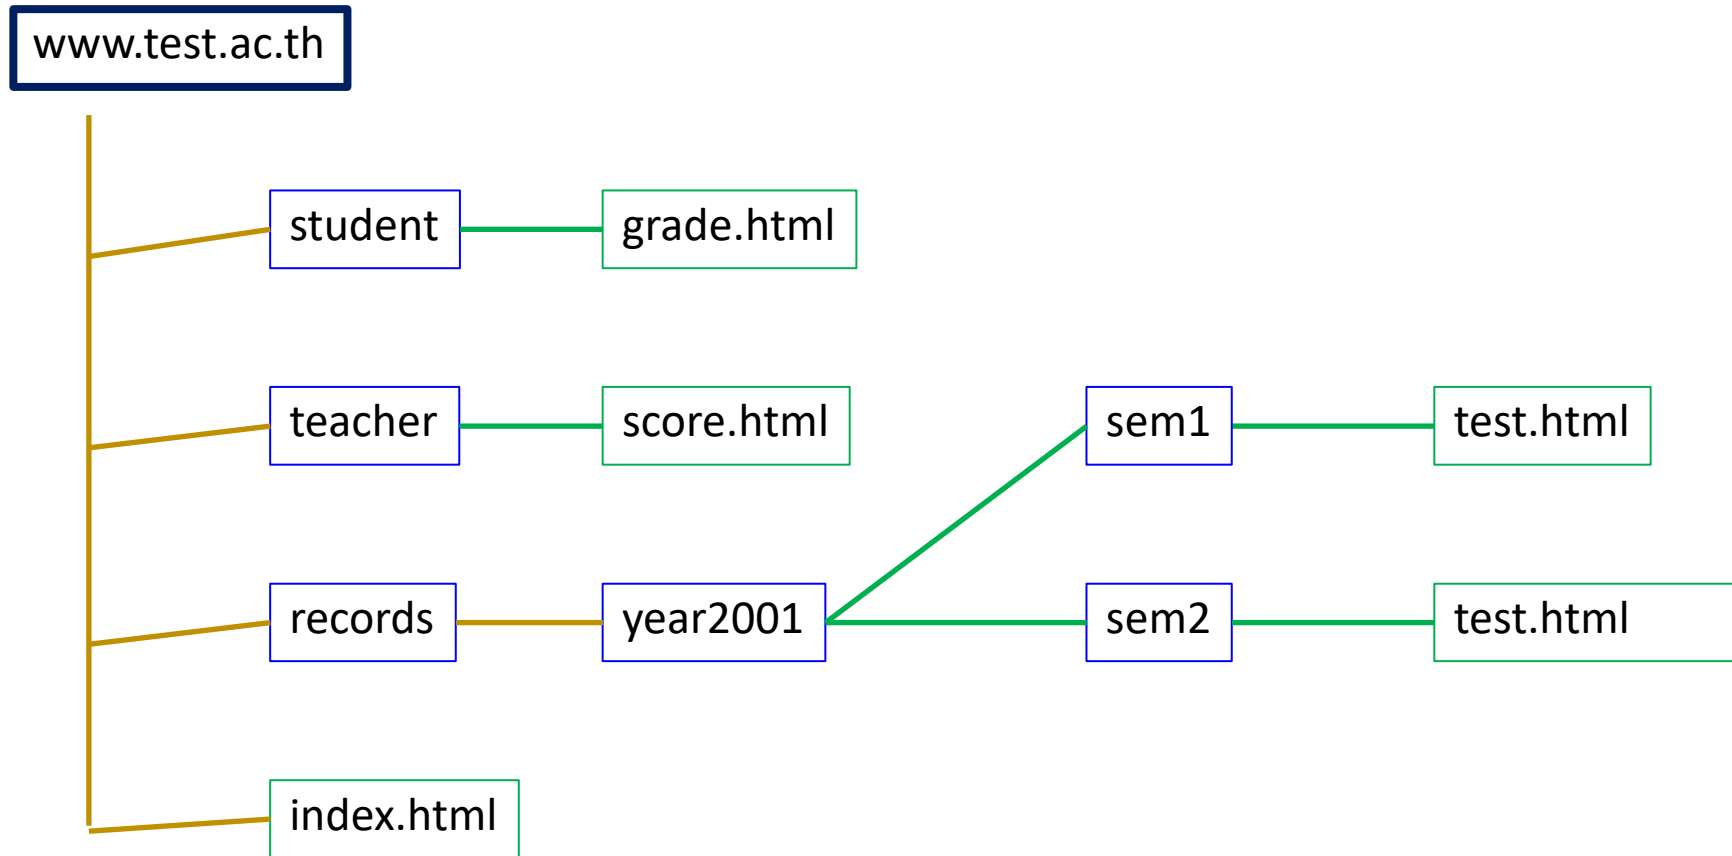 www.test.ac.th
student grade.html
teacher score.html sem1 test.html
records year2001 sem2 test.html
index.html